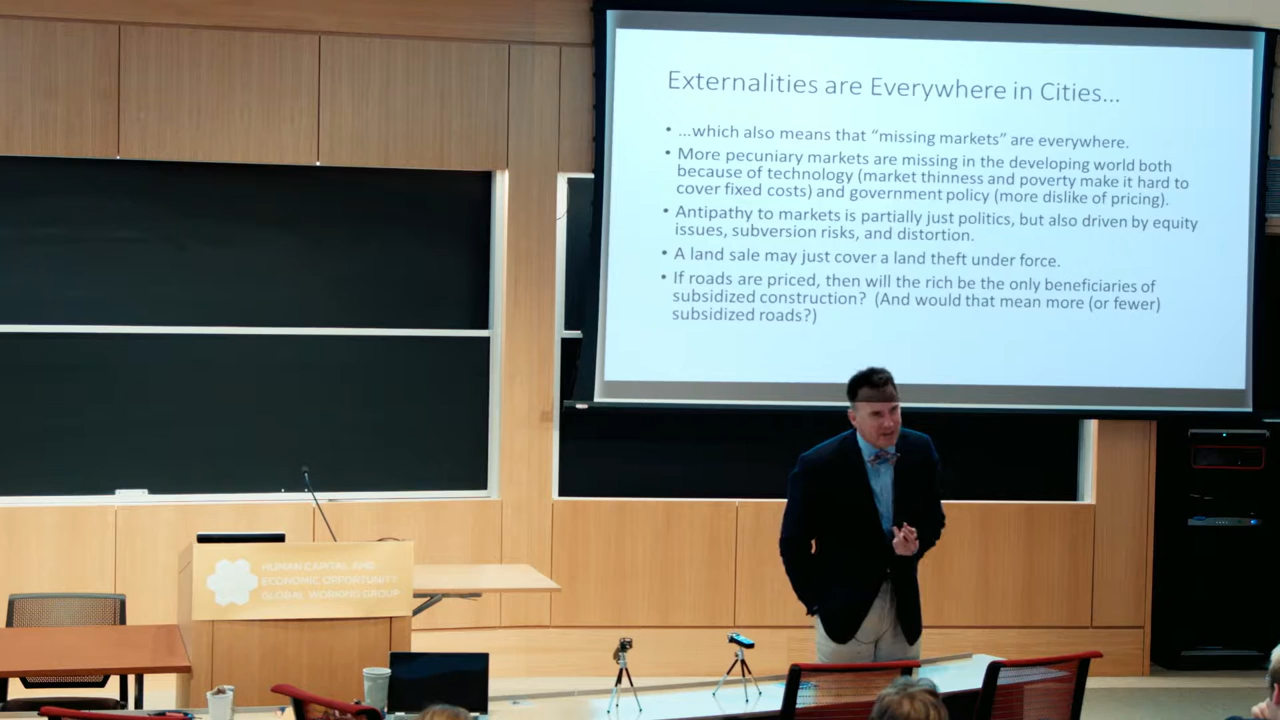 Externalities are Everywhere in Cities...
• ...which also means that “missing markets” are everywhere.
• More pecuniary markets are missing in the developing world both
because of technology (market thinness and poverty make it hard to
cover fixed costs) and government policy (more dislike of pricing).
• Antipathy to markets is partially just politics, but also driven by equity
issues, subversion risks, and distortion.
• A land sale may just cover a land theft under force.
• If roads are priced, then will the rich be the only beneficiaries of
subsidized construction? (And would that mean more (or fewer)
subsidized roads?)
HUMAN CAPITAL AND
ECONOMIC OPPORTUNITY
GLOBAL WORKING GROUP